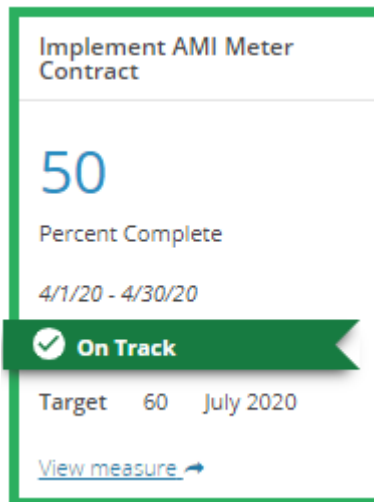 Implement AMI Meter
Contract
50
Percent Complete
4/1/20 - 4/30/20
On Track
Target 60 July 2020
View measure